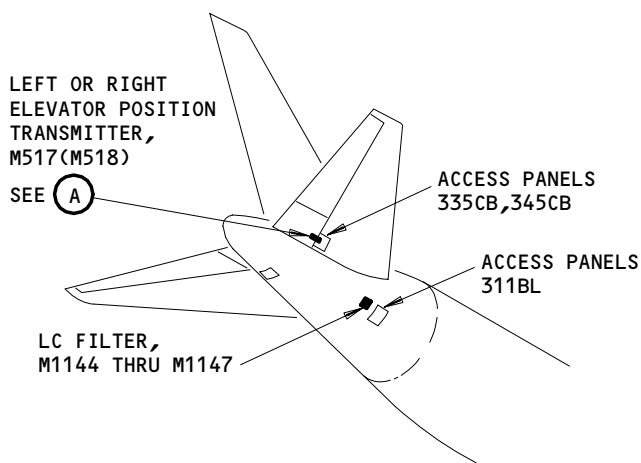 LEFT OR RIGHT
ELEVATOR POSITION
TRANSMITTER,
M517(M518)
SEE A
ACCESS PANELS
335CB,345CB
ACCESS PANELS
311BL
LC FILTER,
M1144 THRU M1147